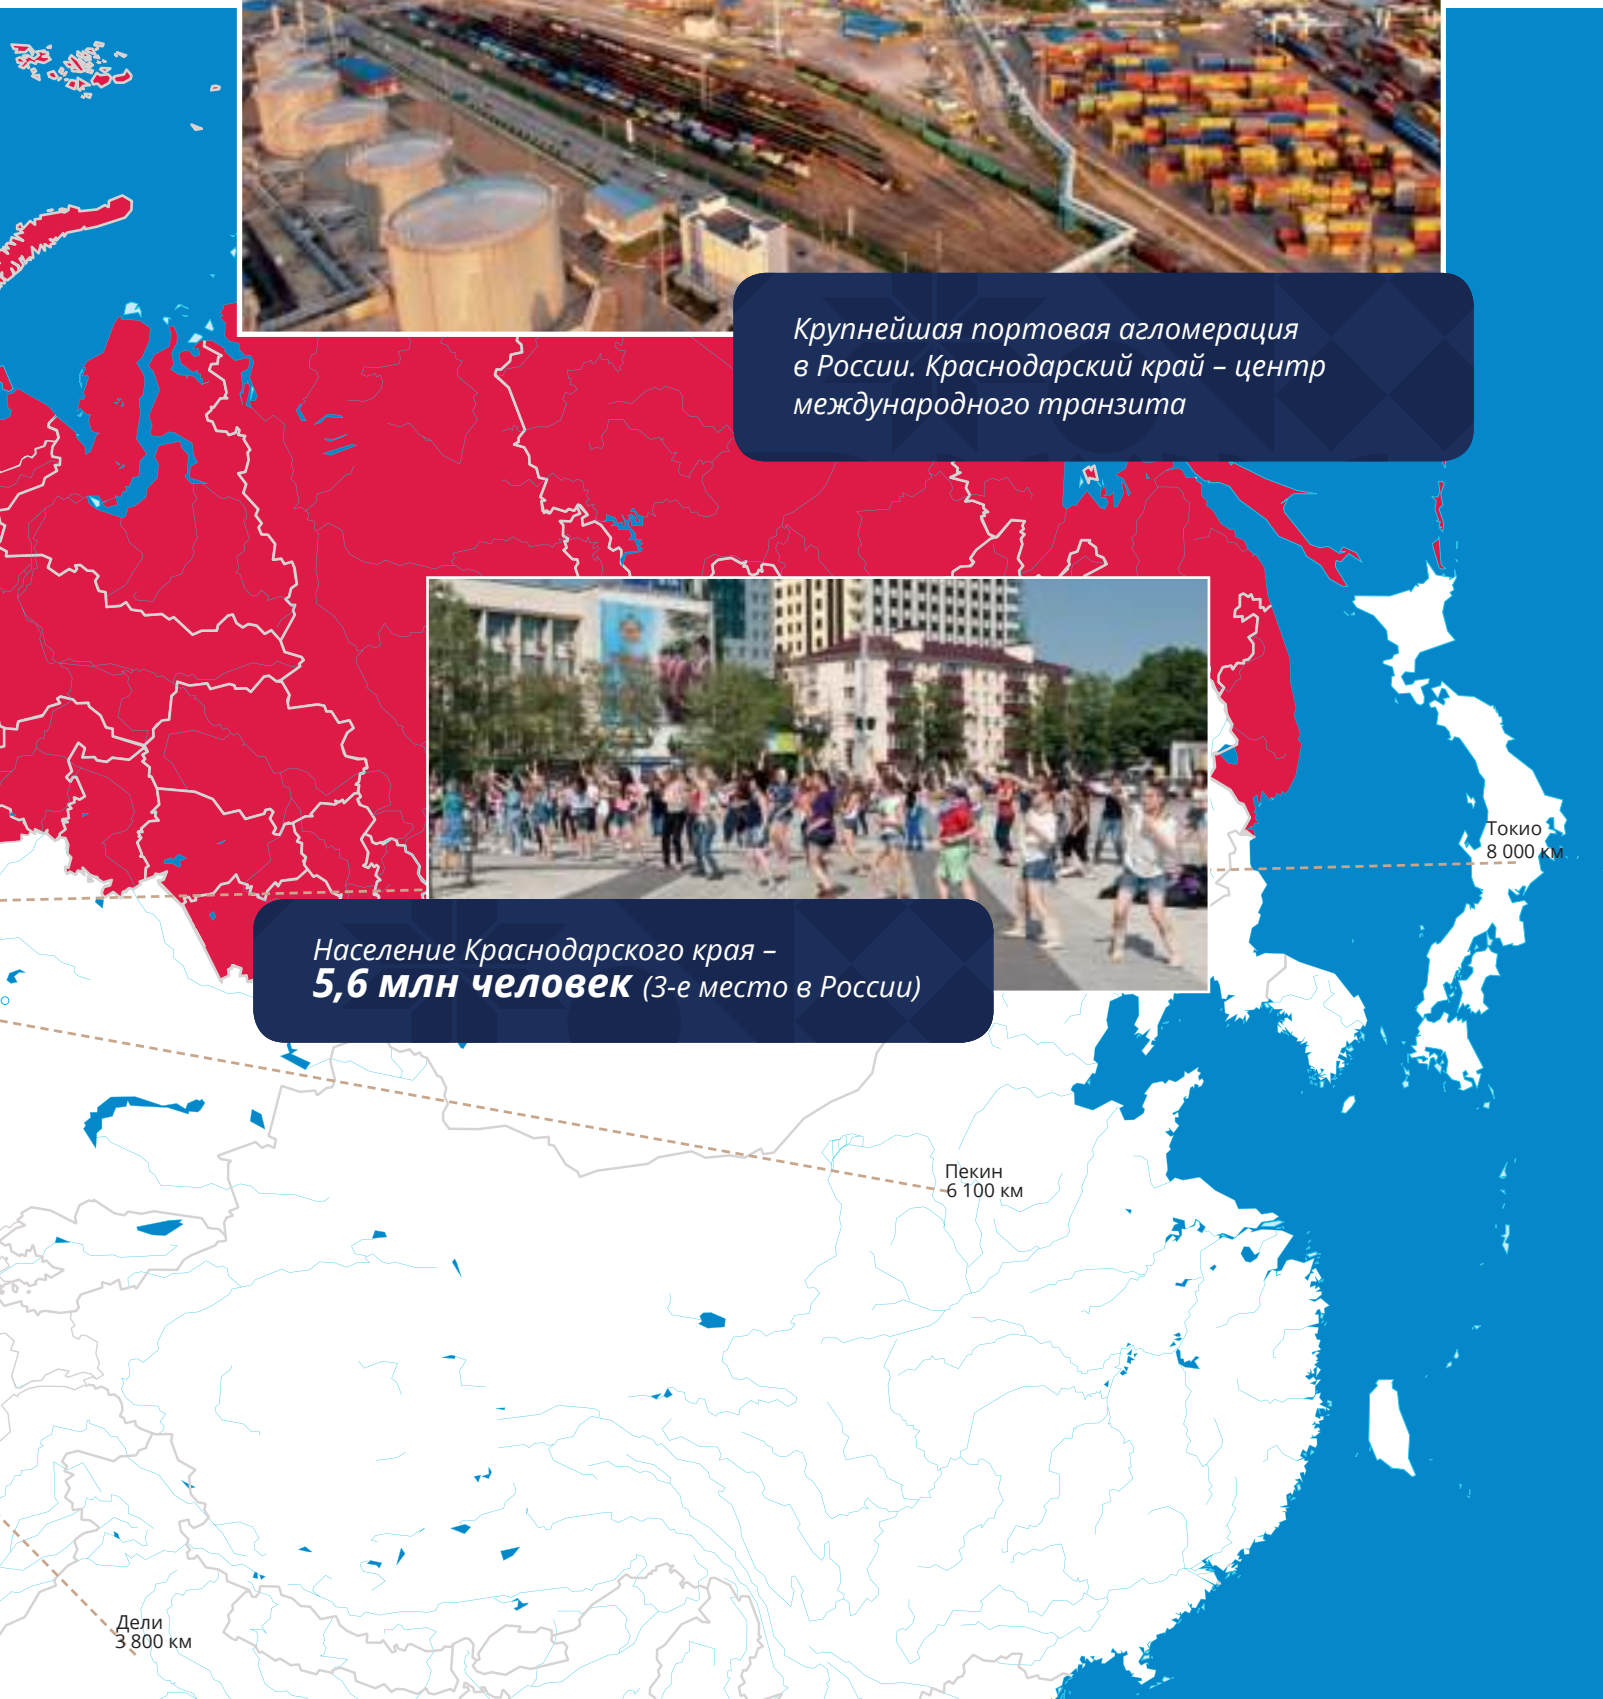 Крупнейшая портовая агломерация
в России. Краснодарский край – центр
международного транзита
Токио
8 000 км
Население Краснодарского края –
5,6 млн человек (3-е место в России)
Пекин
6 100 км
Дели
3 800 км